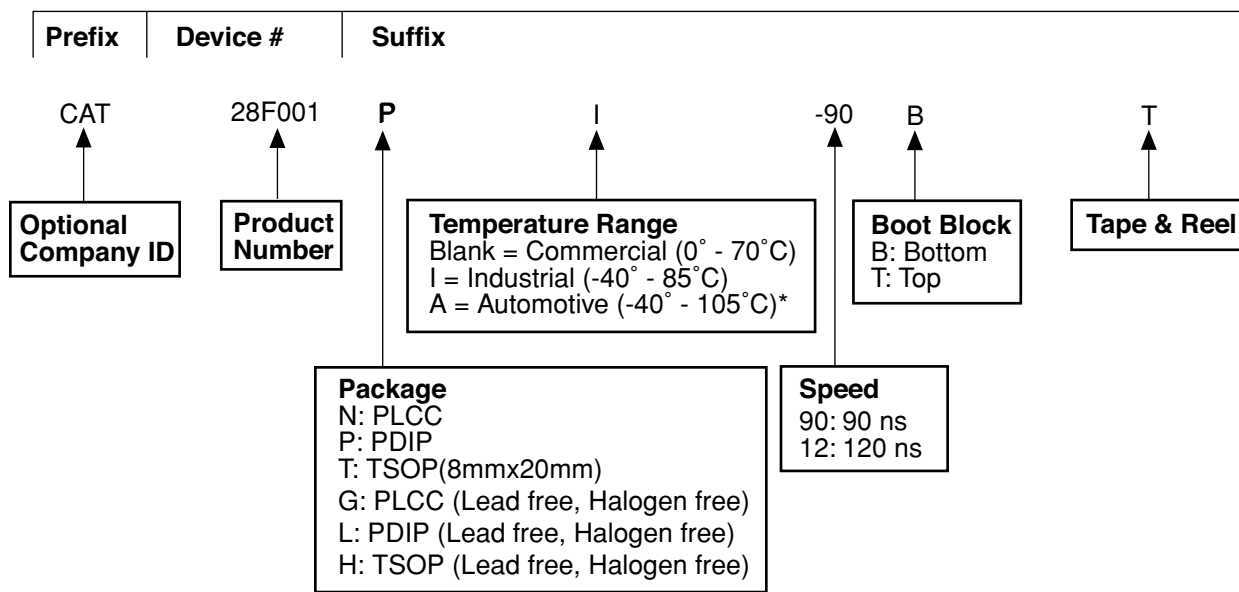 Prefix Device # Suffix
CAT 28F001 P I -90 B T
Optional
Company ID
Product
Number
Temperature Range
Blank = Commercial (0˚ - 70˚C)
I = Industrial (-40˚ - 85˚C)
A = Automotive (-40˚ - 105˚C)*
Boot Block
B: Bottom
T: Top
Tape & Reel
Package
N: PLCC
P: PDIP
T: TSOP(8mmx20mm)
G: PLCC (Lead free, Halogen free)
L: PDIP (Lead free, Halogen free)
H: TSOP (Lead free, Halogen free)
Speed
90: 90 ns
12: 120 ns